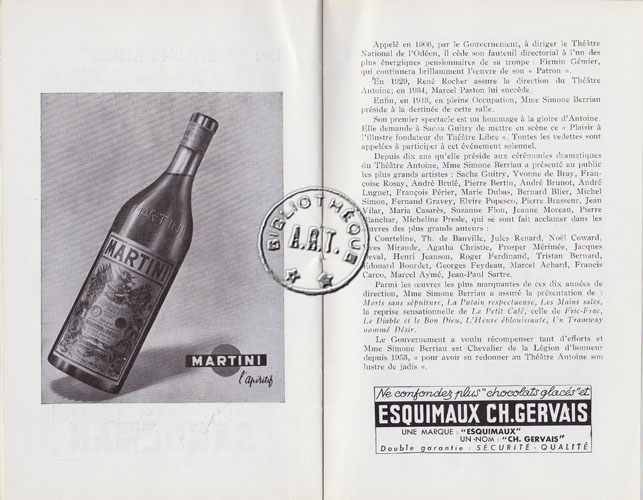 MARTINI
MARTINI
MARTINI
l'apéritif
BIBLIOTHÈQUE
A.R.T.
Appelé en 1906, par le Gouvernement, à diriger le Théâtre
National de l'Odéon, il cède son fauteuil directorial à l'un des
plus énergiques pensionnaires de sa troupe : Firmin Gémier,
qui continuera brillamment l'œuvre de son « Patron ».
En 1929, René Rocher assure la direction du Théâtre
Antoine; en 1934, Marcel Paston lui succède.
Enfin, en 1943, en pleine Occupation, Mme Simone Berriau
préside à la destinée de cette salle.
Son premier spectacle est un hommage à la gloire d'Antoine.
Elle demande à Sacha Guitry de mettre en scène ce « Plaisir à
l'illustre fondateur du Théâtre Libre ». Toutes les vedettes sont
appelées à participer à cet événement solennel.
Depuis dix ans qu'elle préside aux cérémonies dramatiques
du Théâtre Antoine, Mme Simone Berriau a présenté au public
les plus grands artistes : Sacha Guitry, Yvonne de Bray, Fran-
çoise Rosay, André Brulé, Pierre Bertin, André Brunot, André
Luguet, François Périer, Marie Dubas, Bernard Blier, Michel
Simon, Fernand Gravey, Elvire Popesco, Pierre Brasseur, Jean
Vilar, Maria Casarès, Suzanne Flon, Jeanne Moreau, Pierre
Blanchar, Micheline Presle, qui se sont fait acclamer dans les
œuvres des plus grands auteurs :
Courteline, Th. de Banville, Jules Renard, Noël Coward,
Yves Mirande, Agatha Christie, Prosper Mérimée, Jacques
Deval, Henri Jeanson, Roger Ferdinand, Tristan Bernard,
Edouard Bourdet, Georges Feydeau, Marcel Achard, Francis
Carco, Marcel Aymé, Jean-Paul Sartre.
Parmi les œuvres les plus marquantes de ces dix années de
direction, Mme Simone Berriau a assuré la présentation de :
Morts sans sépulture, La Putain respectueuse, Les Mains sales,
la reprise sensationnelle de Le Petit Café, celle de Fric-Frac,
Le Diable et le Bon Dieu, L'Heure éblouissante, Un Tramway
nommé Désir.
Le Gouvernement a voulu récompenser tant d'efforts et
Mme Simone Berriau est Chevalier de la Légion d'honneur
depuis 1953, « pour avoir su redonner au Théâtre Antoine son
lustre de jadis ».
Ne confondez plus "chocolats glacés" et
ESQUIMAUX CH.GERVAIS
UNE MARQUE : "ESQUIMAUX"
UN NOM : "CH. GERVAIS"
Double garantie : SÉCURITÉ - QUALITÉ